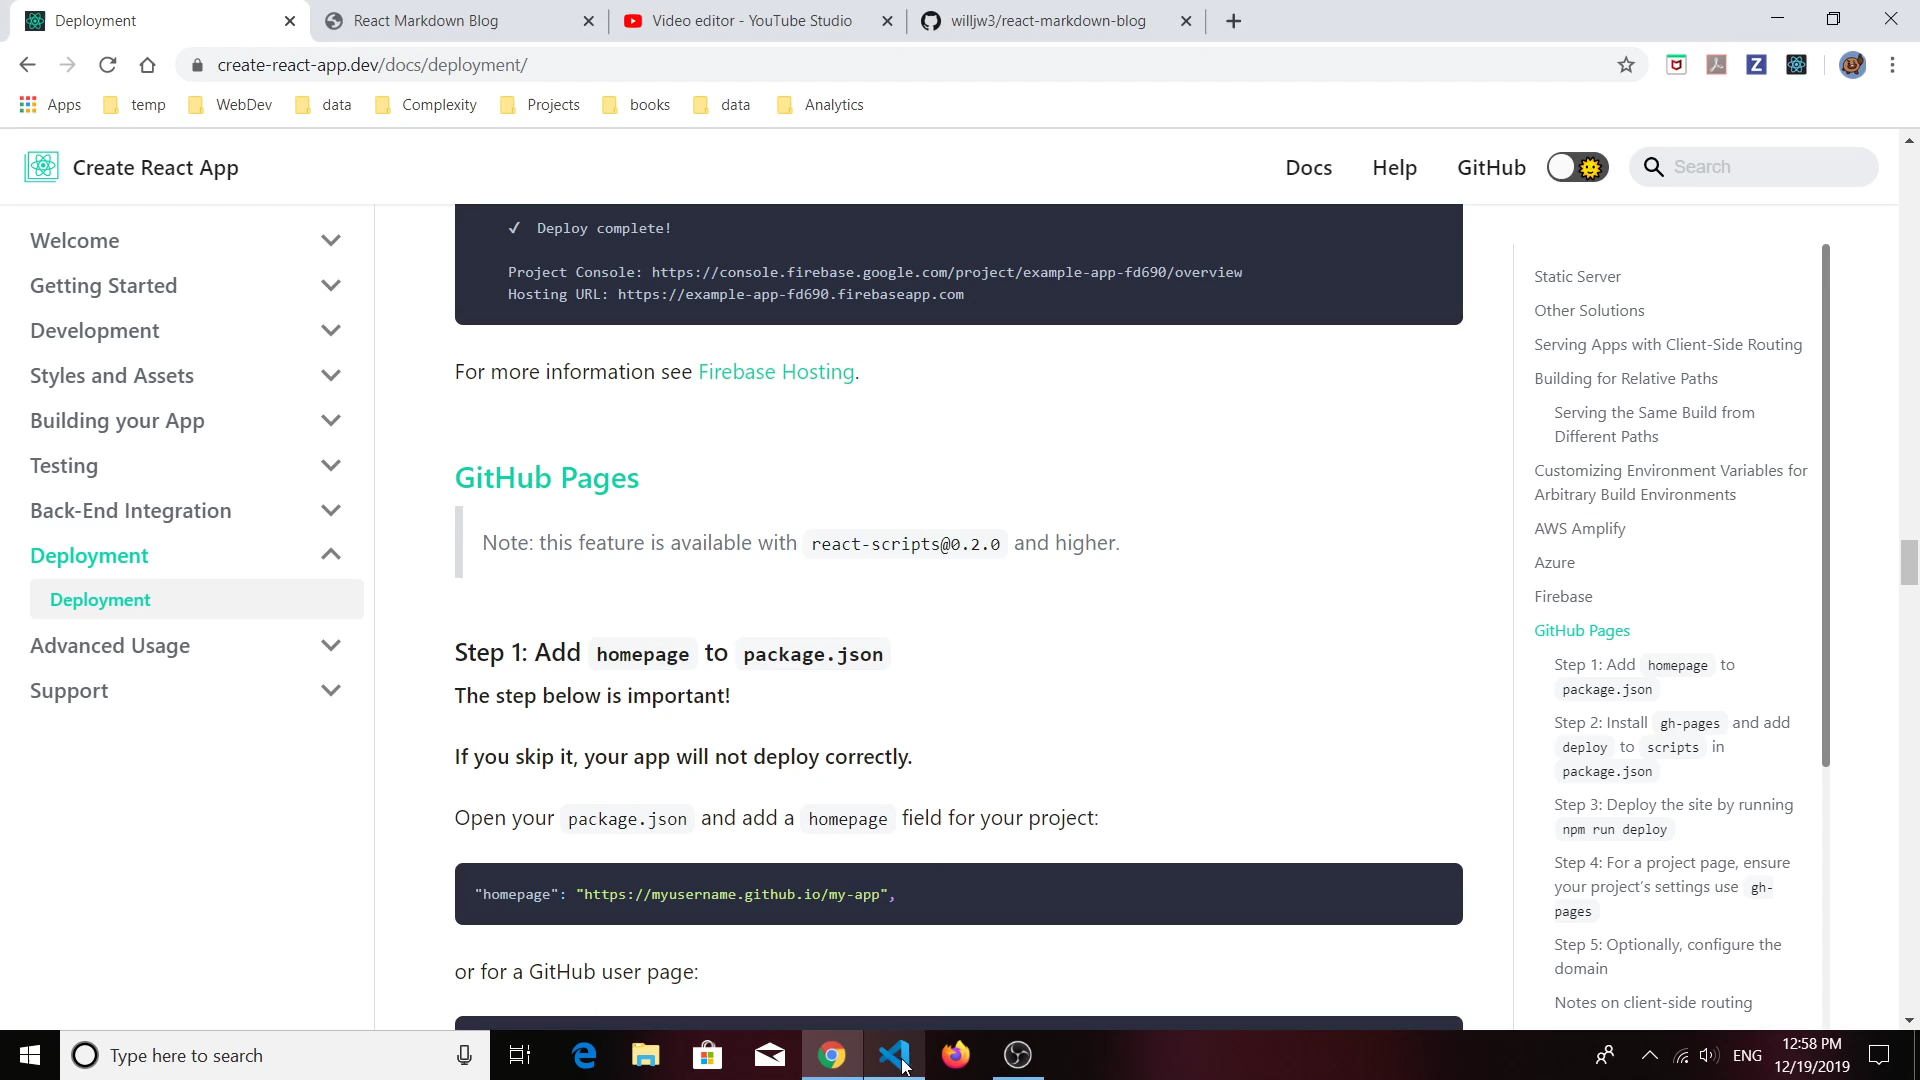 Deployment
React Markdown Blog
Video editor - YouTube Studio
willjw3/react-markdown-blog
create-react-app.dev/docs/deployment/
Apps temp WebDev data Complexity Projects books data Analytics
Create React App
Docs Help GitHub Search
Welcome
Getting Started
Development
Styles and Assets
Building your App
Testing
Back-End Integration
Deployment
Deployment
Advanced Usage
Support
✓ Deploy complete!
Project Console: https://console.firebase.google.com/project/example-app-fd690/overview
Hosting URL: https://example-app-fd690.firebaseapp.com
For more information see Firebase Hosting.
GitHub Pages
Note: this feature is available with react-scripts@0.2.0 and higher.
Step 1: Add homepage to package.json
The step below is important!
If you skip it, your app will not deploy correctly.
Open your package.json and add a homepage field for your project:
"homepage": "https://myusername.github.io/my-app",
or for a GitHub user page:
Static Server
Other Solutions
Serving Apps with Client-Side Routing
Building for Relative Paths
Serving the Same Build from
Different Paths
Customizing Environment Variables for
Arbitrary Build Environments
AWS Amplify
Azure
Firebase
GitHub Pages
Step 1: Add homepage to
package.json
Step 2: Install gh-pages and add
deploy to scripts in
package.json
Step 3: Deploy the site by running
npm run deploy
Step 4: For a project page, ensure
your project's settings use gh-
pages
Step 5: Optionally, configure the
domain
Notes on client-side routing
Type here to search
ENG
12:58 PM
12/19/2019